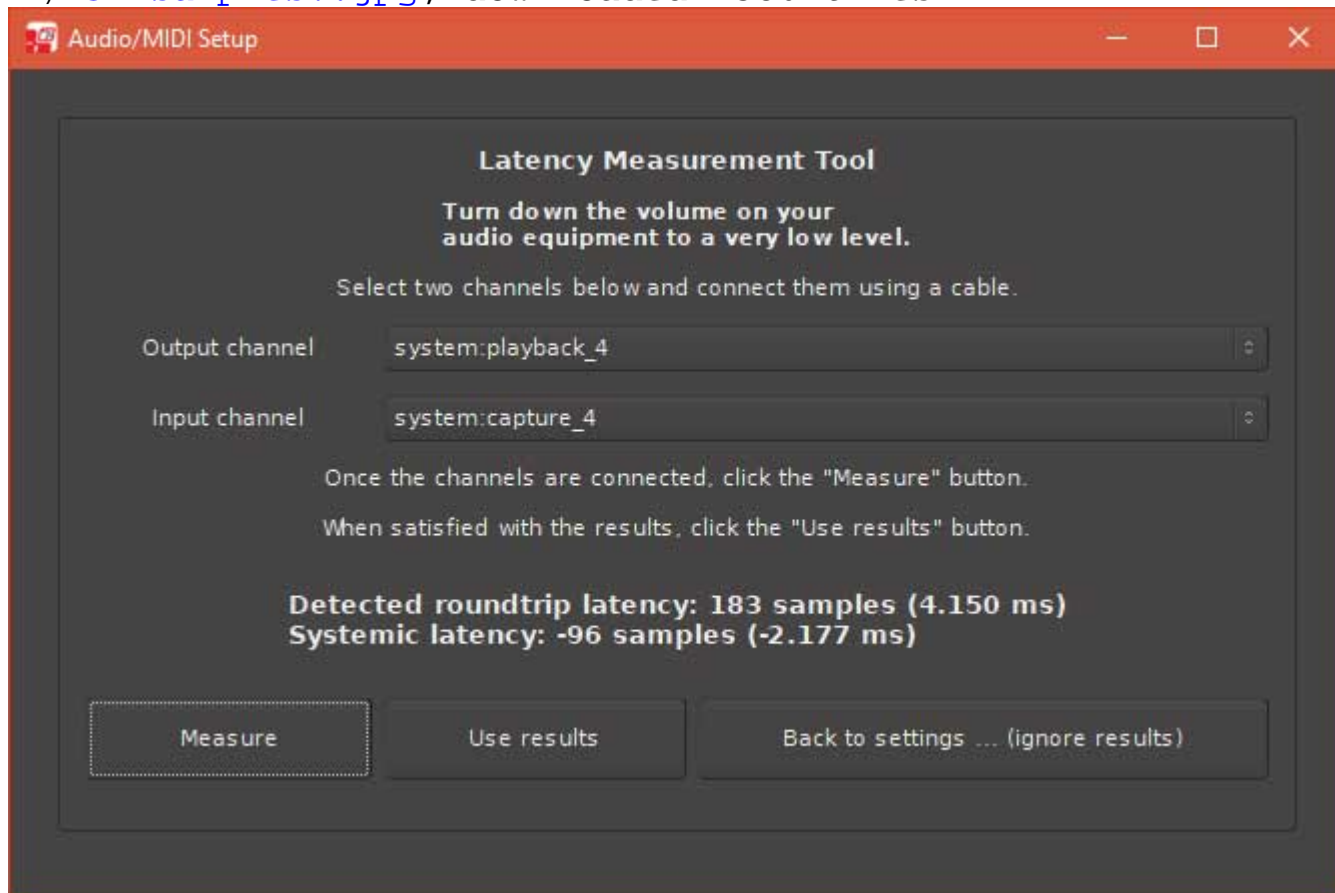 Audio/MIDI Setup
Latency Measurement Tool
Turn down the volume on your
audio equipment to a very low level.
Select two channels below and connect them using a cable.
Output channel system:playback_4
Input channel system:capture_4
Once the channels are connected, click the "Measure" button.
When satisfied with the results, click the "Use results" button.
Detected roundtrip latency: 183 samples (4.150 ms)
Systemic latency: -96 samples (-2.177 ms)
Measure Use results Back to settings ... (ignore results)